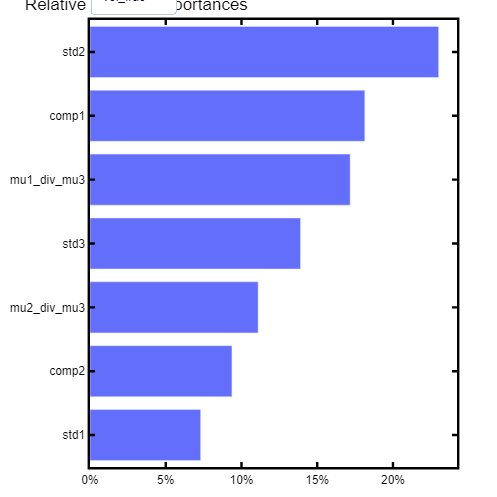 Relative portances
std2
comp1
mu1_div_mu3
std3
mu2_div_mu3
comp2
std1
0% 5% 10% 15% 20%